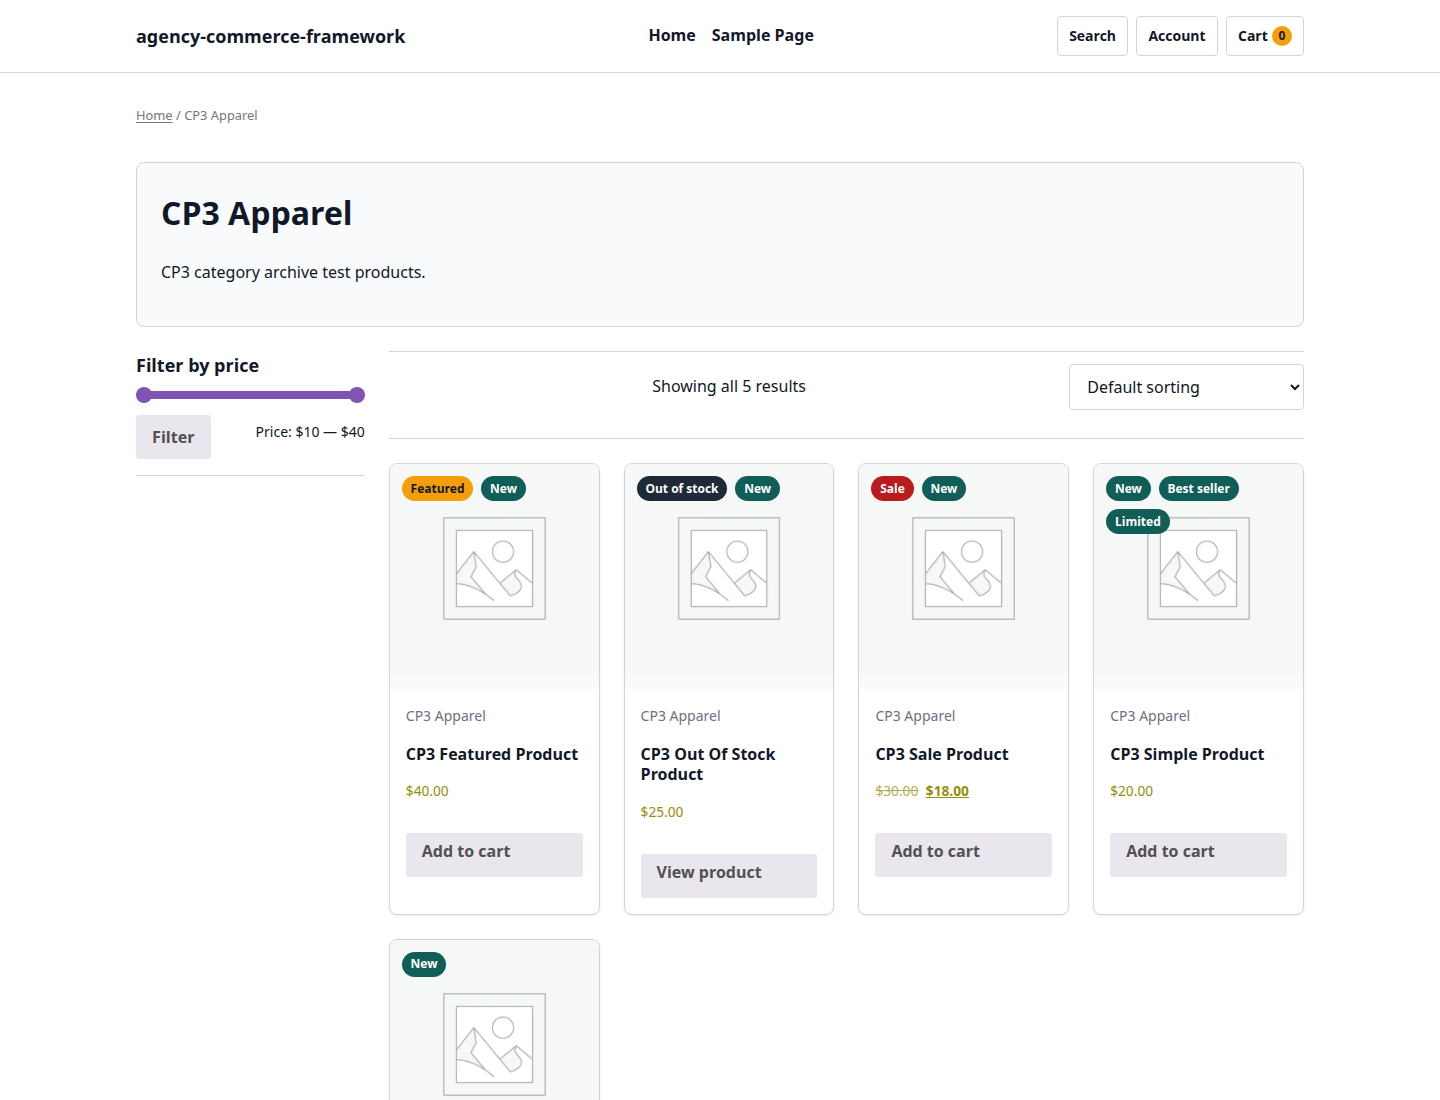 agency-commerce-framework
Home Sample Page
Search Account Cart 0
Home / CP3 Apparel
CP3 Apparel
CP3 category archive test products.
Filter by price
Filter
Price: $10 — $40
Showing all 5 results
Default sorting
Featured New
CP3 Apparel
CP3 Featured Product
$40.00
Add to cart
Out of stock New
CP3 Apparel
CP3 Out Of Stock
Product
$25.00
View product
Sale New
CP3 Apparel
CP3 Sale Product
$30.00 $18.00
Add to cart
New Best seller
Limited
CP3 Apparel
CP3 Simple Product
$20.00
Add to cart
New